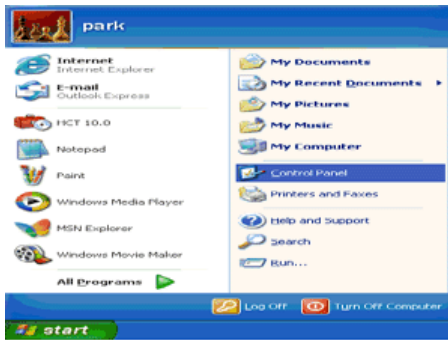 park
Internet
Internet Explorer
E-mail
Outlook Express
HCT 10.0
Notepad
Paint
Windows Media Player
MSN Explorer
Windows Movie Maker
All Programs
My Documents
My Recent Documents
My Pictures
My Music
My Computer
Control Panel
Printers and Faxes
Help and Support
Search
Run...
Log Off
Turn Off Computer
start